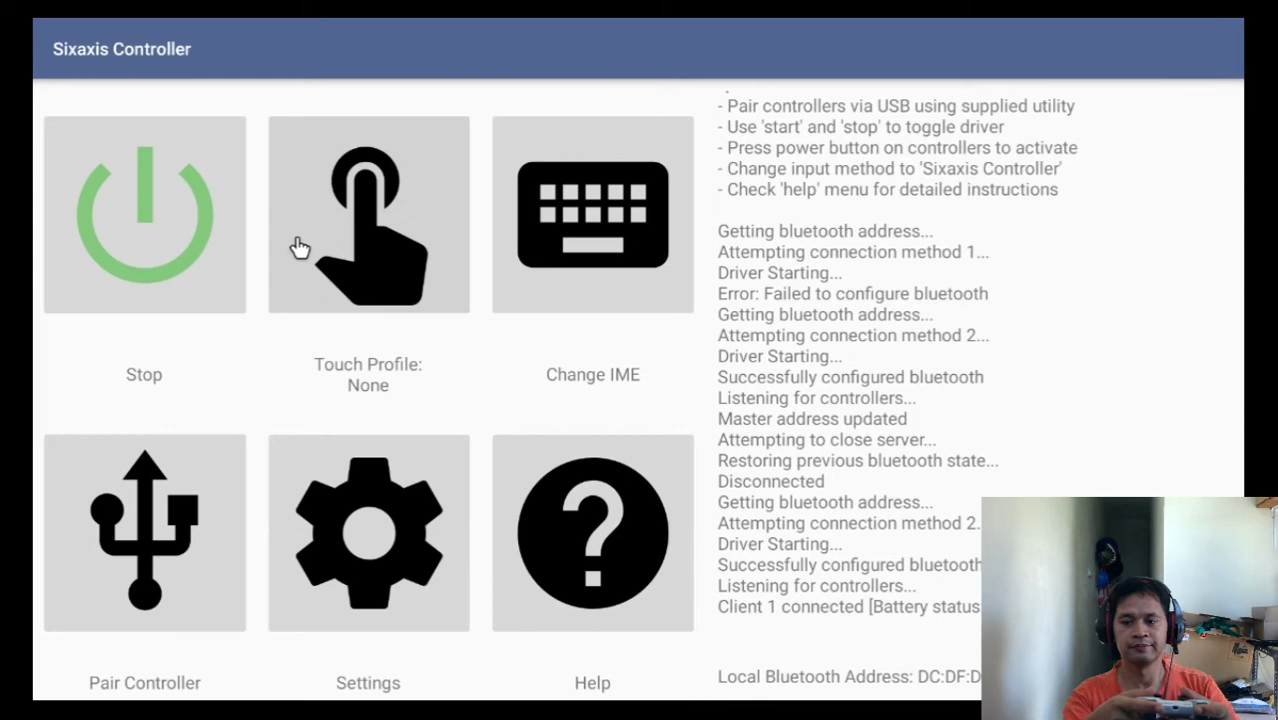 Sixaxis Controller
Stop
Touch Profile:
None
Change IME
Pair Controller
Settings
Help
- Pair controllers via USB using supplied utility
- Use 'start' and 'stop' to toggle driver
- Press power button on controllers to activate
- Change input method to 'Sixaxis Controller'
- Check 'help' menu for detailed instructions
Getting bluetooth address...
Attempting connection method 1...
Driver Starting...
Error: Failed to configure bluetooth
Getting bluetooth address...
Attempting connection method 2...
Driver Starting...
Successfully configured bluetooth
Listening for controllers...
Master address updated
Attempting to close server...
Restoring previous bluetooth state...
Disconnected
Getting bluetooth address...
Attempting connection method 2.
Driver Starting...
Successfully configured bluetooth
Listening for controllers...
Client 1 connected [Battery status
Local Bluetooth Address: DC:DF:D